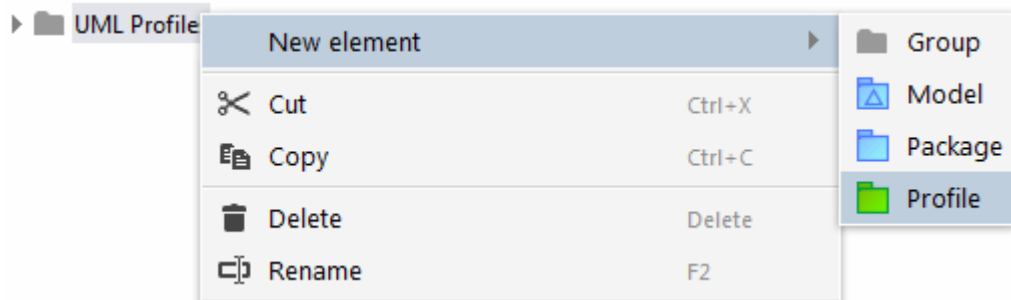 UML Profile
New element
Group
Model
Cut Ctrl+X
Package
Copy Ctrl+C
Profile
Delete Delete
Rename F2